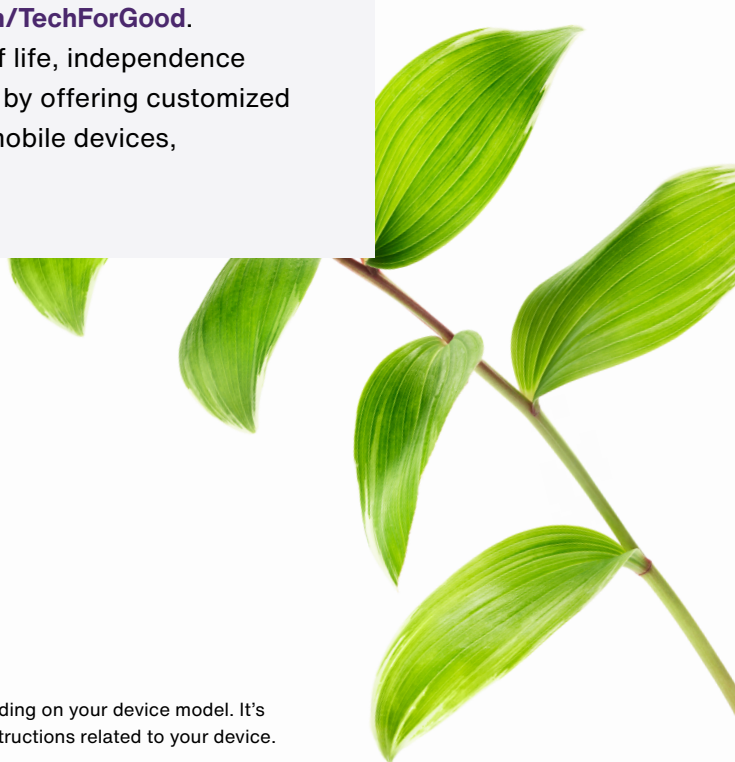 n/TechForGood.
f life, independence
by offering customized
mobile devices,
ding on your device model. It's
tructions related to your device.